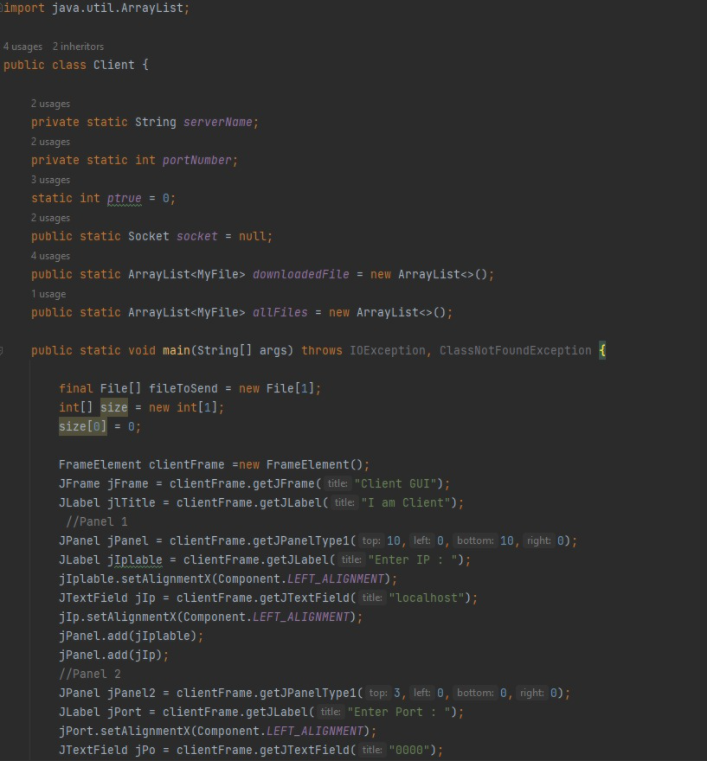 import java.util.ArrayList;
4 usages 2 inheritors
public class Client {
2 usages
private static String serverName;
2 usages
private static int portNumber;
3 usages
static int ptrue = 0;
2 usages
public static Socket socket = null;
4 usages
public static ArrayList<MyFile> downloadedFile = new ArrayList<>();
1 usage
public static ArrayList<MyFile> allFiles = new ArrayList<>();
public static void main(String[] args) throws IOException, ClassNotFoundException {
final File[] fileToSend = new File[1];
int[] size = new int[1];
size[0] = 0;
FrameElement clientFrame =new FrameElement();
JFrame jFrame = clientFrame.getJFrame( title: "Client GUI");
JLabel jlTitle = clientFrame.getJLabel( title: "I am Client");
//Panel 1
JPanel jPanel = clientFrame.getJPanelType1( top: 10, left: 0, bottom: 10, right: 0);
JLabel jIplable = clientFrame.getJLabel( title: "Enter IP : ");
jIplable.setAlignmentX(Component.LEFT_ALIGNMENT);
JTextField jIp = clientFrame.getJTextField( title: "localhost");
jIp.setAlignmentX(Component.LEFT_ALIGNMENT);
jPanel.add(jIplable);
jPanel.add(jIp);
//Panel 2
JPanel jPanel2 = clientFrame.getJPanelType1( top: 3, left: 0, bottom: 0, right: 0);
JLabel jPort = clientFrame.getJLabel( title: "Enter Port : ");
jPort.setAlignmentX(Component.LEFT_ALIGNMENT);
JTextField jPo = clientFrame.getJTextField( title: "0000");